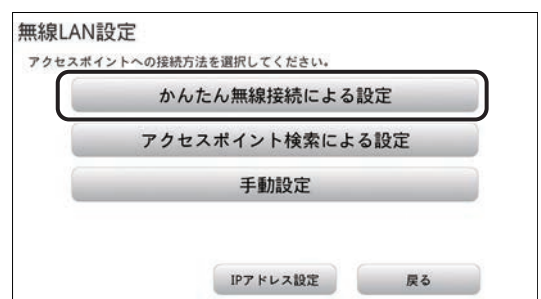 無線LAN設定
アクセスポイントへの接続方法を選択してください。
かんたん無線接続による設定
アクセスポイント検索による設定
手動設定
IPアドレス設定
戻る